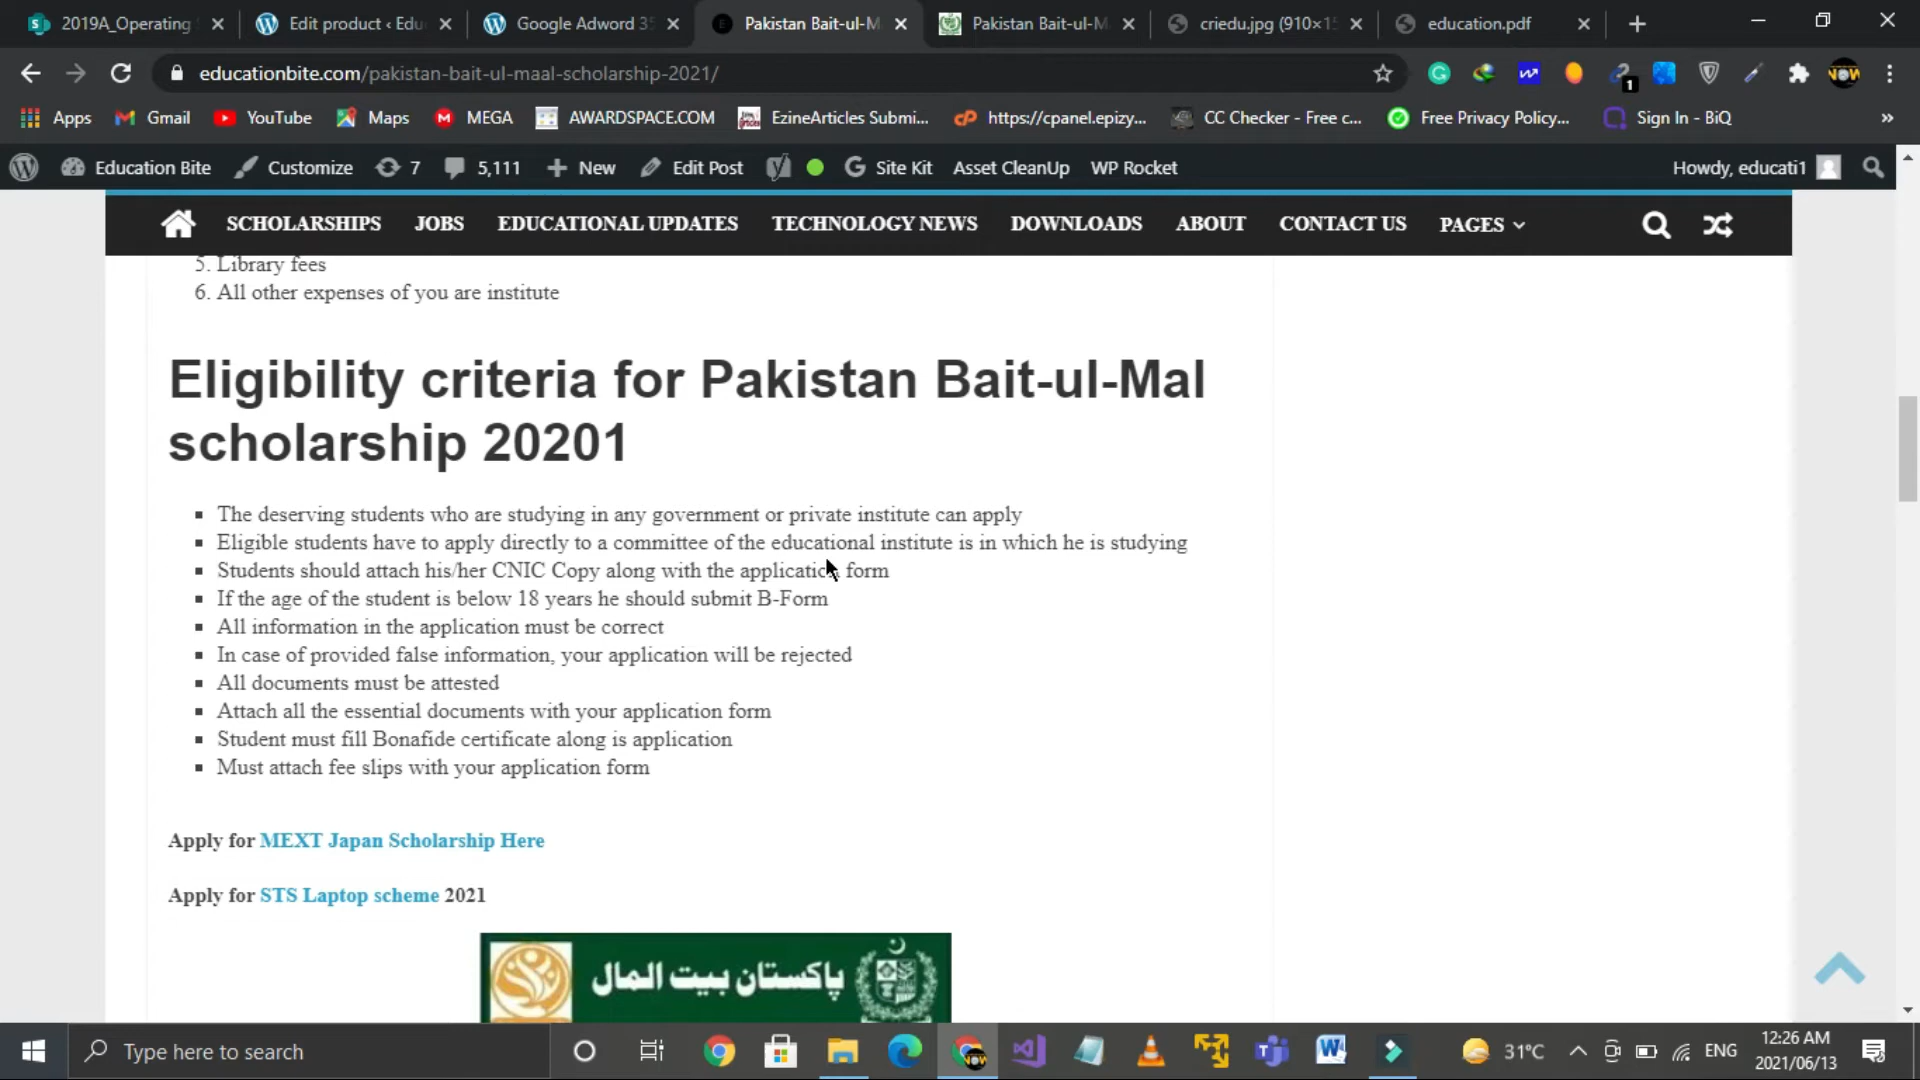 2019A_Operating
Edit product ‹ Edu
Google Adword 35
Pakistan Bait-ul-M
Pakistan Bait-ul-M
criedu.jpg (910×15
education.pdf
educationbite.com/pakistan-bait-ul-maal-scholarship-2021/
1
NOW
Apps
Gmail
YouTube
Maps
MEGA
AWARDSPACE.COM
EzineArticles Submi...
https://cpanel.epizy...
CC Checker - Free c...
Free Privacy Policy...
Sign In - BiQ
»
Education Bite
Customize
7
5,111
New
Edit Post
Site Kit
Asset CleanUp
WP Rocket
Howdy, educati1
SCHOLARSHIPS
JOBS
EDUCATIONAL UPDATES
TECHNOLOGY NEWS
DOWNLOADS
ABOUT
CONTACT US
PAGES
5. Library fees
6. All other expenses of you are institute
Eligibility criteria for Pakistan Bait-ul-Mal
scholarship 20201
The deserving students who are studying in any government or private institute can apply
Eligible students have to apply directly to a committee of the educational institute is in which he is studying
Students should attach his/her CNIC Copy along with the application form
If the age of the student is below 18 years he should submit B-Form
All information in the application must be correct
In case of provided false information, your application will be rejected
All documents must be attested
Attach all the essential documents with your application form
Student must fill Bonafide certificate along is application
Must attach fee slips with your application form
Apply for MEXT Japan Scholarship Here
Apply for STS Laptop scheme 2021
پاکستان بیت المال
Type here to search
31°C
ENG
12:26 AM
2021/06/13